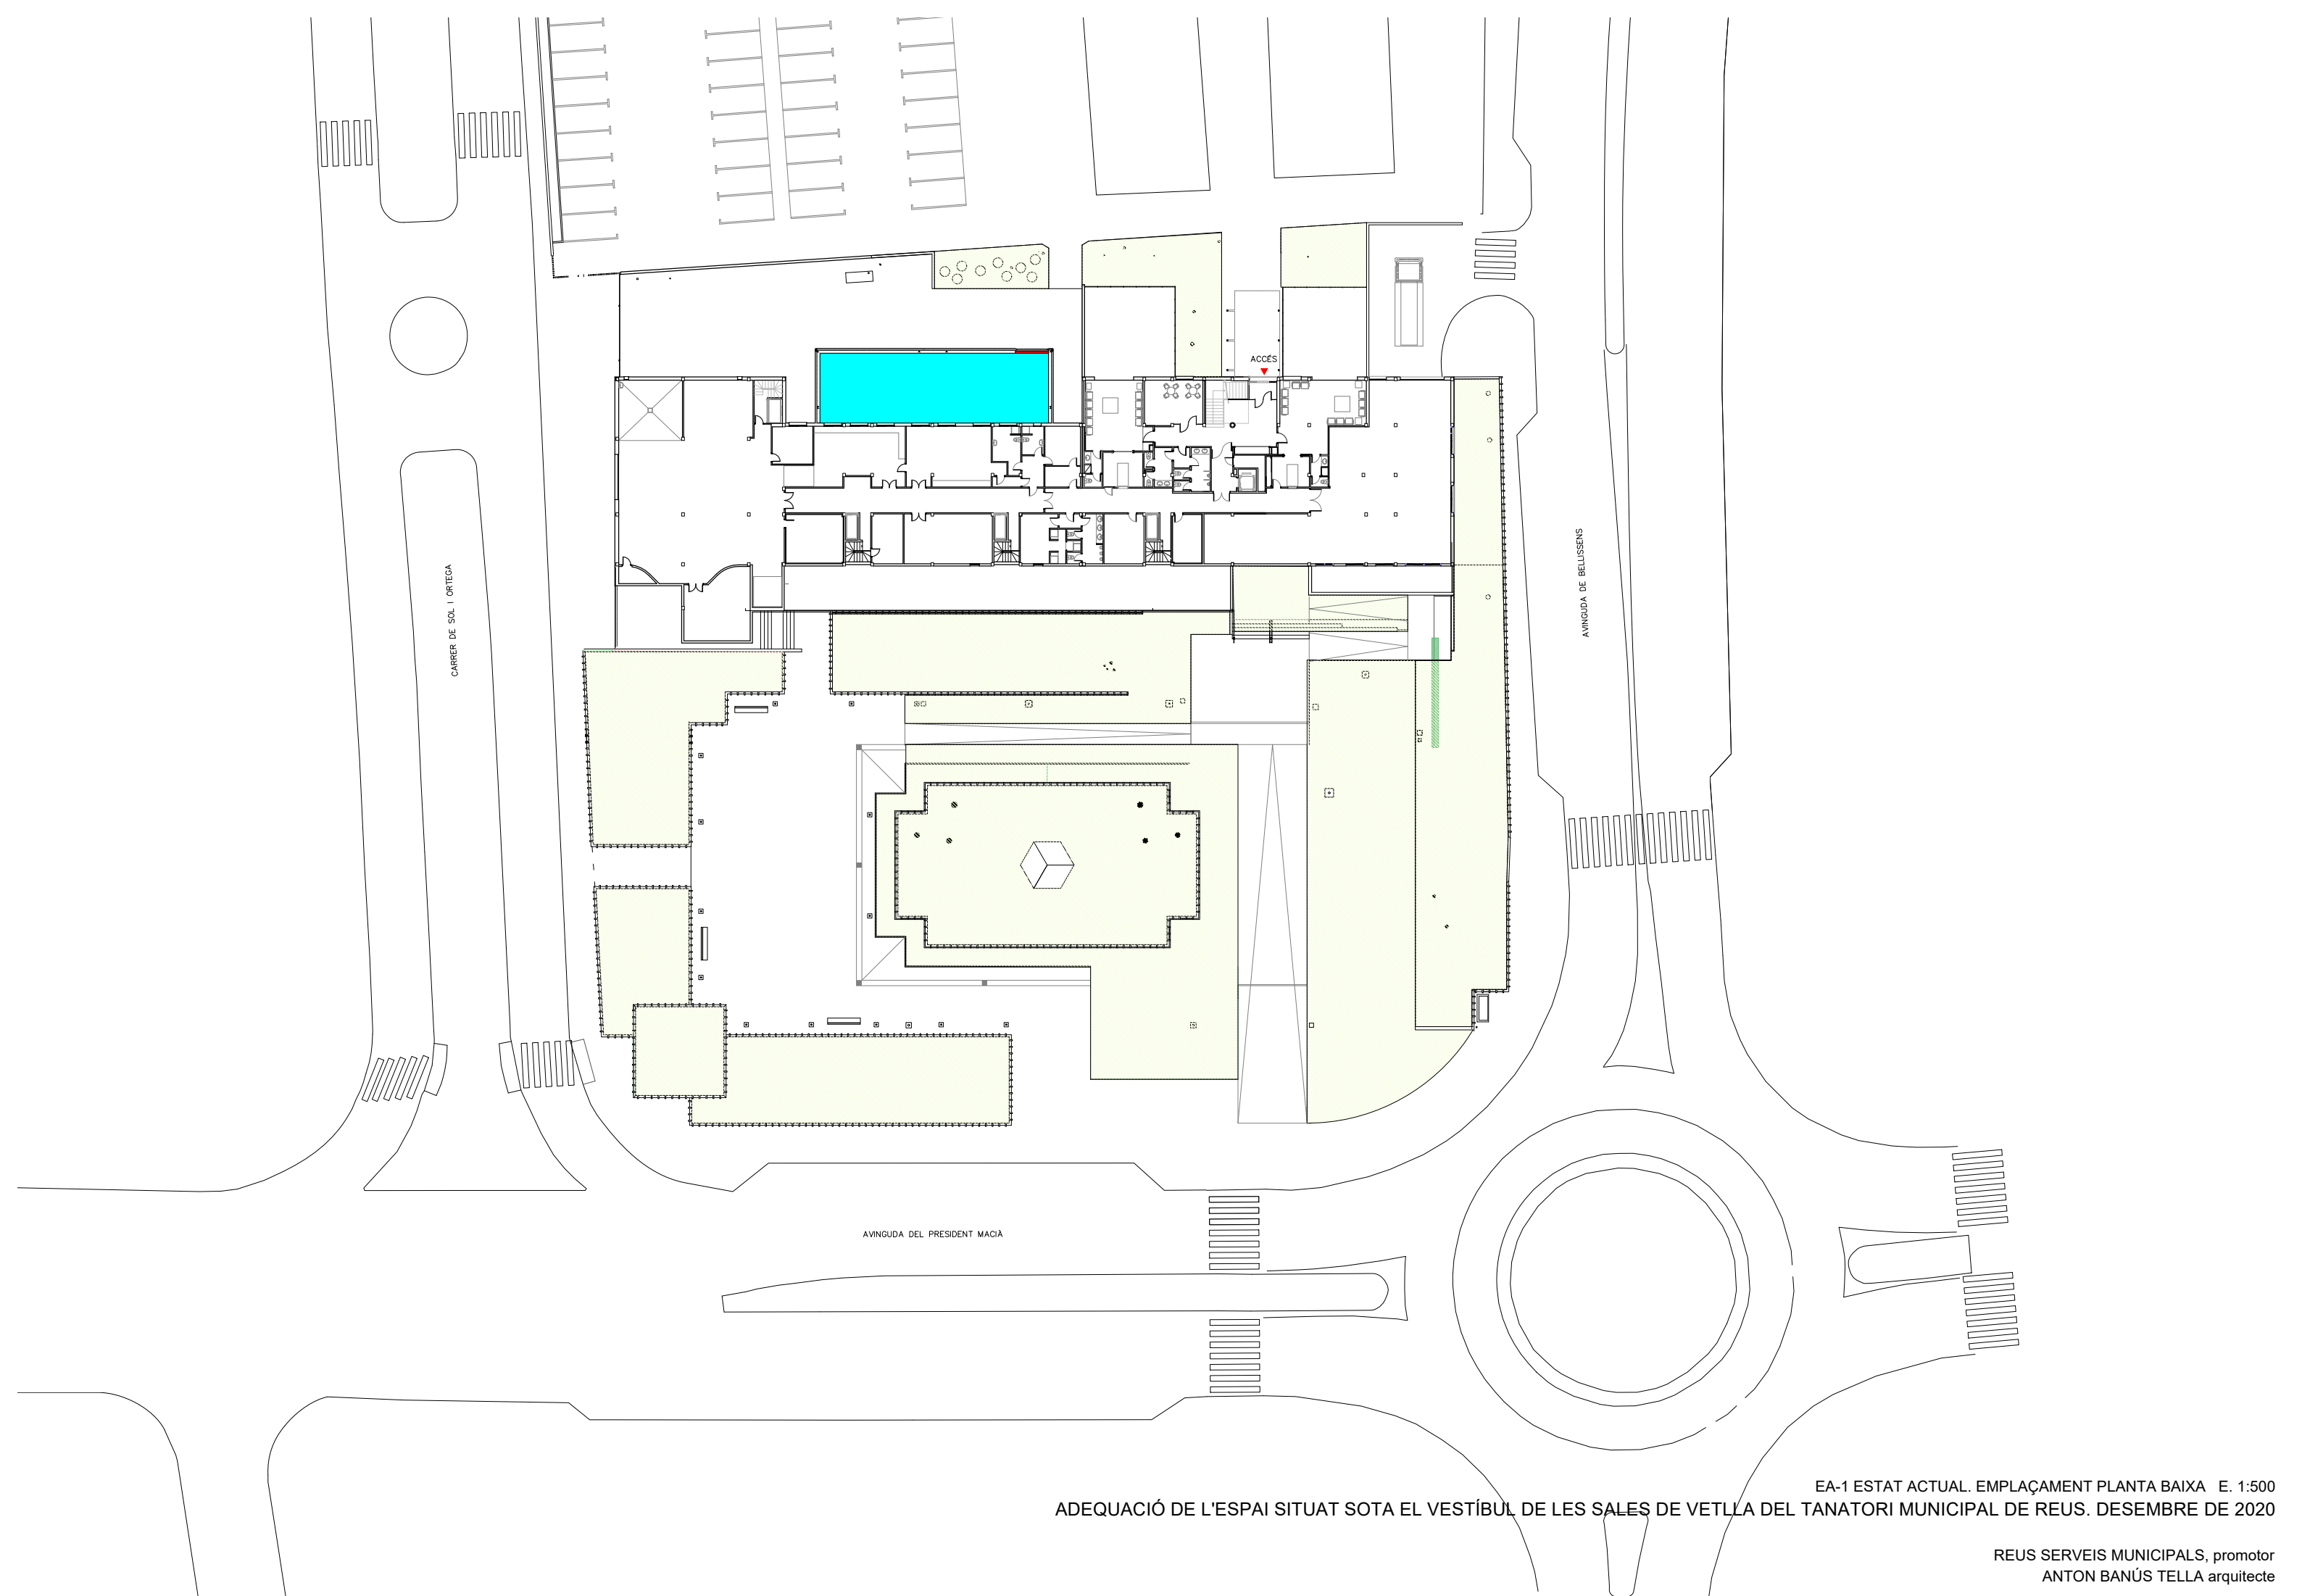 ACCÉS
CARRER DE SOL I ORTEGA
AVINGUDA DE BELLISSENS
AVINGUDA DEL PRESIDENT MACIÀ
EA-1 ESTAT ACTUAL. EMPLAÇAMENT PLANTA BAIXA E. 1:500
ADEQUACIÓ DE L'ESPAI SITUAT SOTA EL VESTÍBUL DE LES SALES DE VETLLA DEL TANATORI MUNICIPAL DE REUS. DESEMBRE DE 2020
REUS SERVEIS MUNICIPALS, promotor
ANTON BANÚS TELLA arquitecte